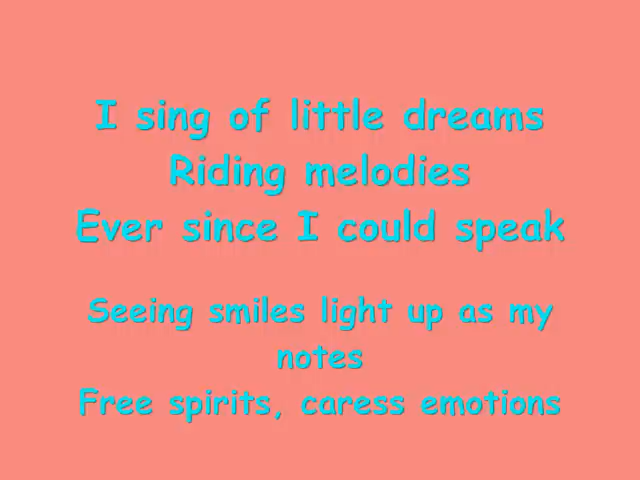 I sing of little dreams
Riding melodies
Ever since I could speak
Seeing smiles light up as my
notes
Free spirits, caress emotions